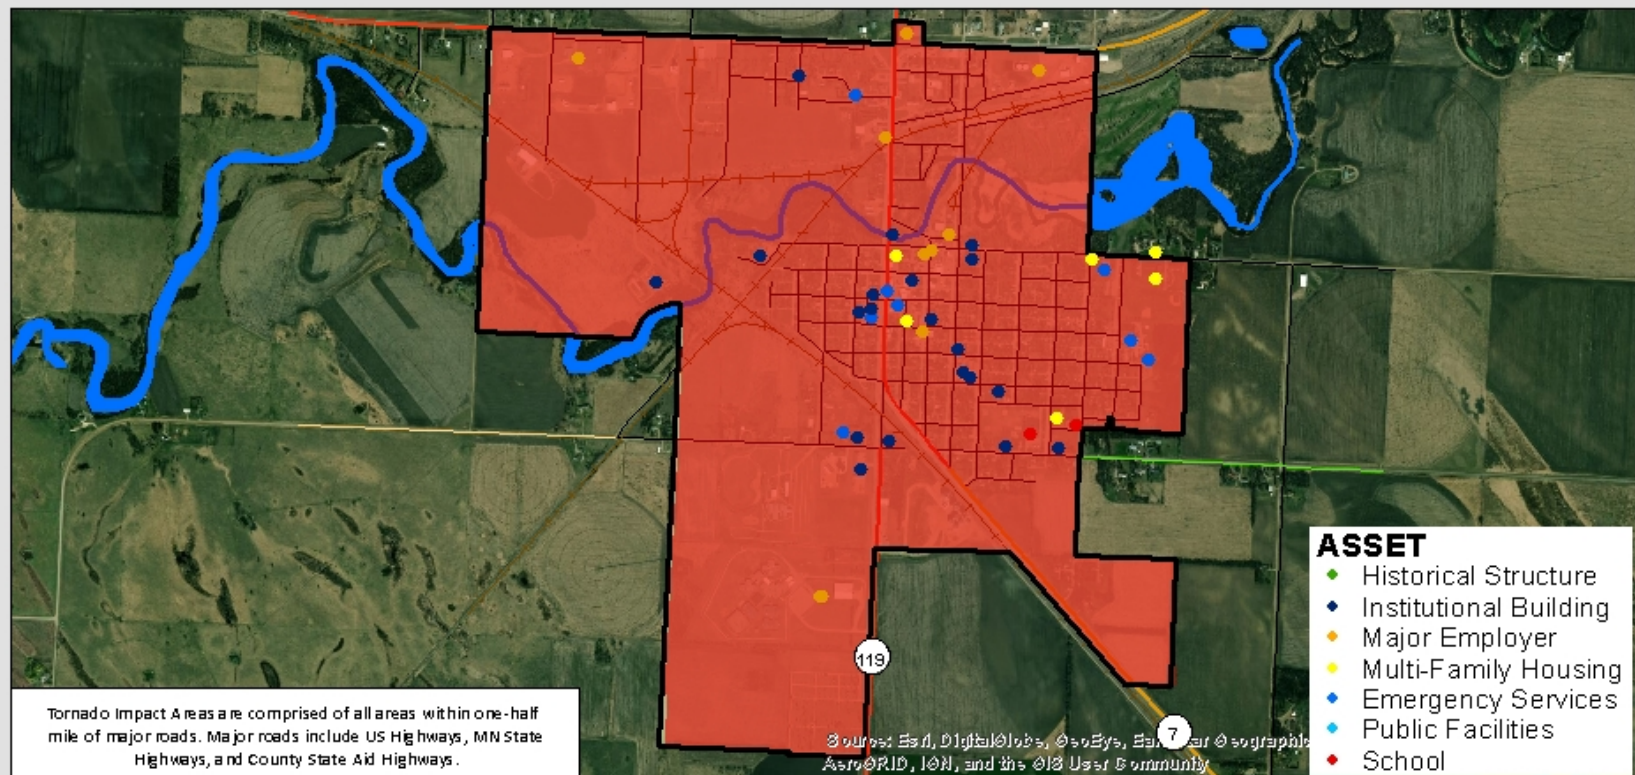 119
7
Tornado Impact Areas are comprised of all areas within one-half
mile of major roads. Major roads include US Highways, MN State
Highways, and County State Aid Highways.
Source: Esri, DigitalGlobe, GeoEye, Earthstar Geographic
AeroGRID, IGN, and the GIS User Community
ASSET
Historical Structure
Institutional Building
Major Employer
Multi-Family Housing
Emergency Services
Public Facilities
School